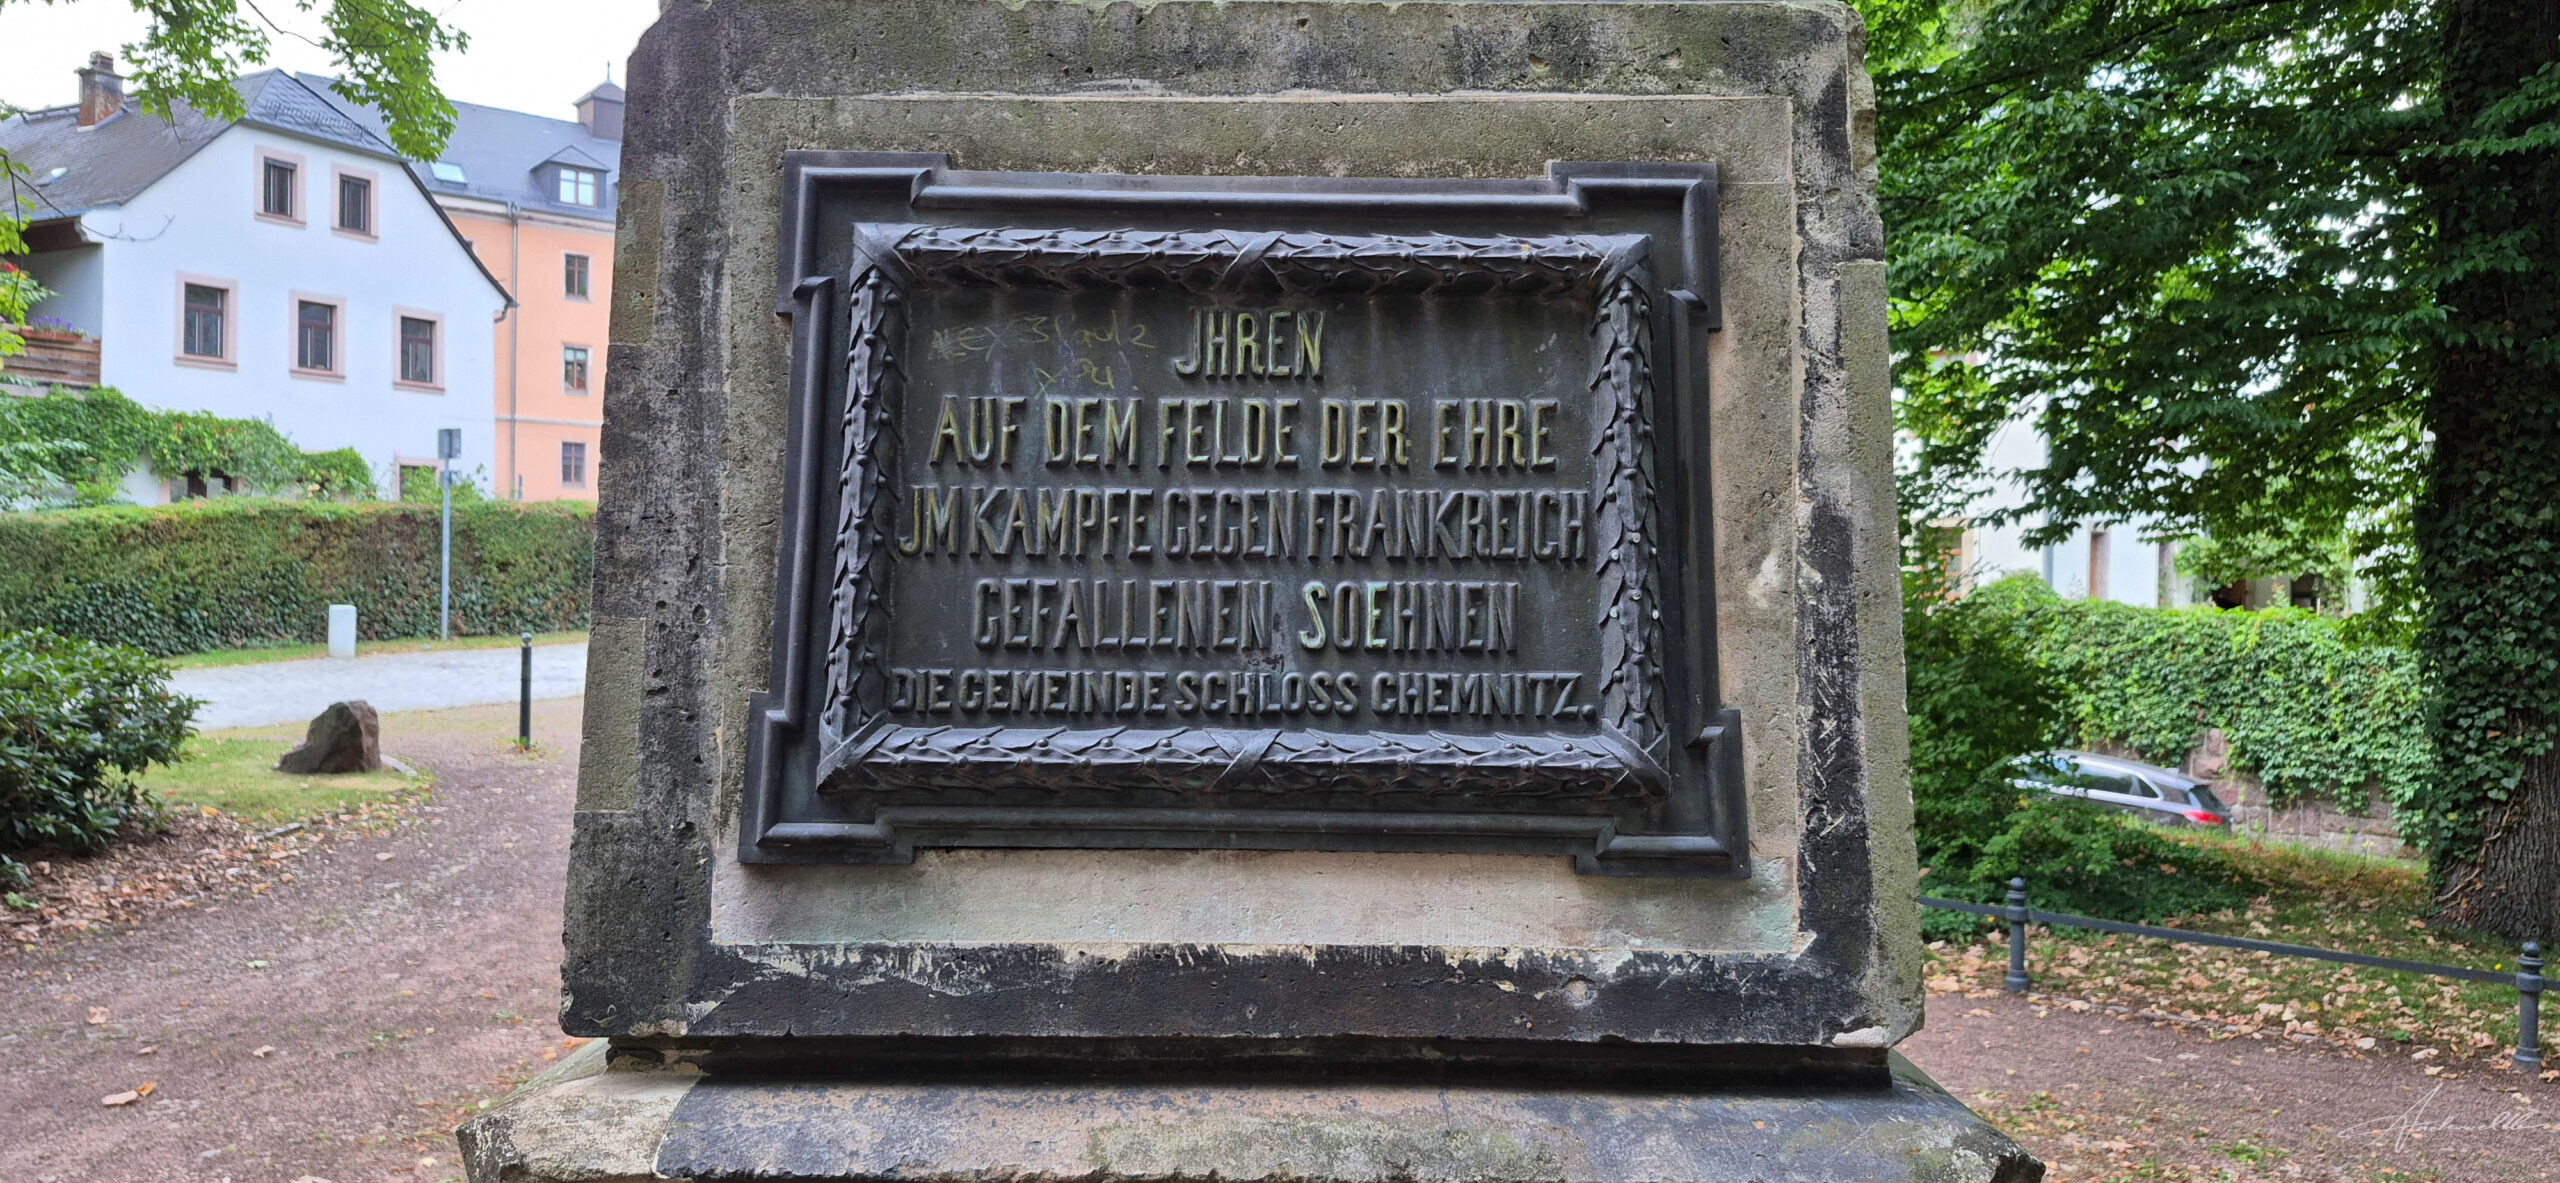 JHREN
AUF DEM FELDE DER EHRE
JM KAMPFE GEGEN FRANKREICH
GEFALLENEN SOEHNEN
DIE GEMEINDE SCHLOSS CHEMNITZ.